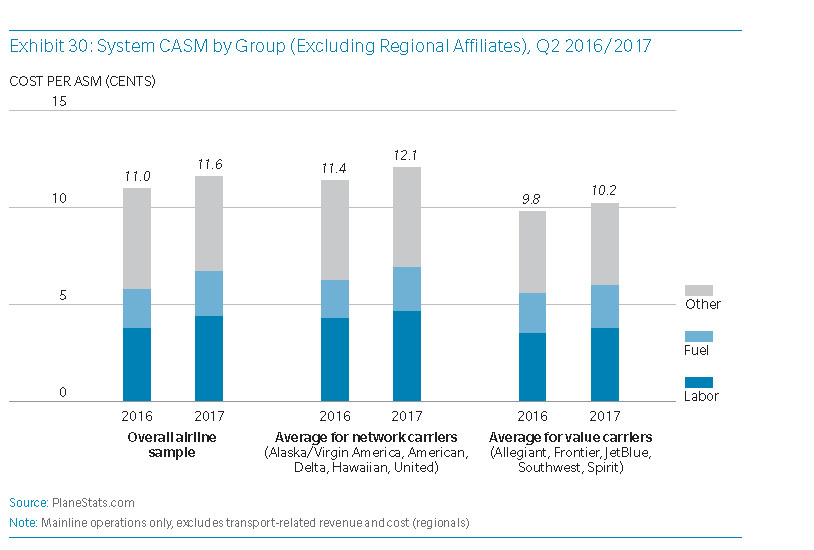 Exhibit 30: System CASM by Group (Excluding Regional Affiliates), Q2 2016/2017
COST PER ASM (CENTS)
15
11.0
11.6
11.4
12.1
9.8
10.2
10
5
0
Other
Fuel
Labor
2016
2017
2016
2017
2016
2017
Overall airline
sample
Average for network carriers
(Alaska/Virgin America, American,
Delta, Hawaiian, United)
Average for value carriers
(Allegiant, Frontier, JetBlue,
Southwest, Spirit)
Source: PlaneStats.com
Note: Mainline operations only, excludes transport-related revenue and cost (regionals)